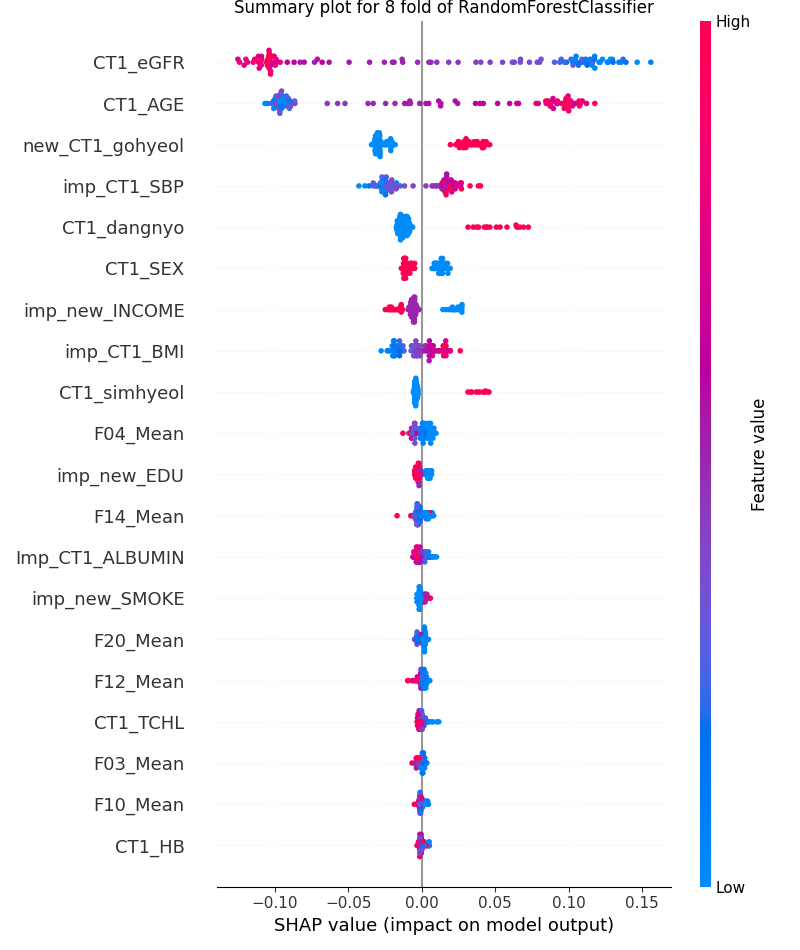 Summary plot for 8 fold of RandomForestClassifier
High
CT1_eGFR
CT1_AGE
new_CT1_gohyeol
imp_CT1_SBP
CT1_dangnyo
CT1_SEX
imp_new_INCOME
imp_CT1_BMI
CT1_simhyeol
F04_Mean
imp_new_EDU
F14_Mean
Imp_CT1_ALBUMIN
imp_new_SMOKE
F20_Mean
F12_Mean
CT1_TCHL
F03_Mean
F10_Mean
CT1_HB
Feature value
Low
−0.10 −0.05 0.00 0.05 0.10 0.15
SHAP value (impact on model output)